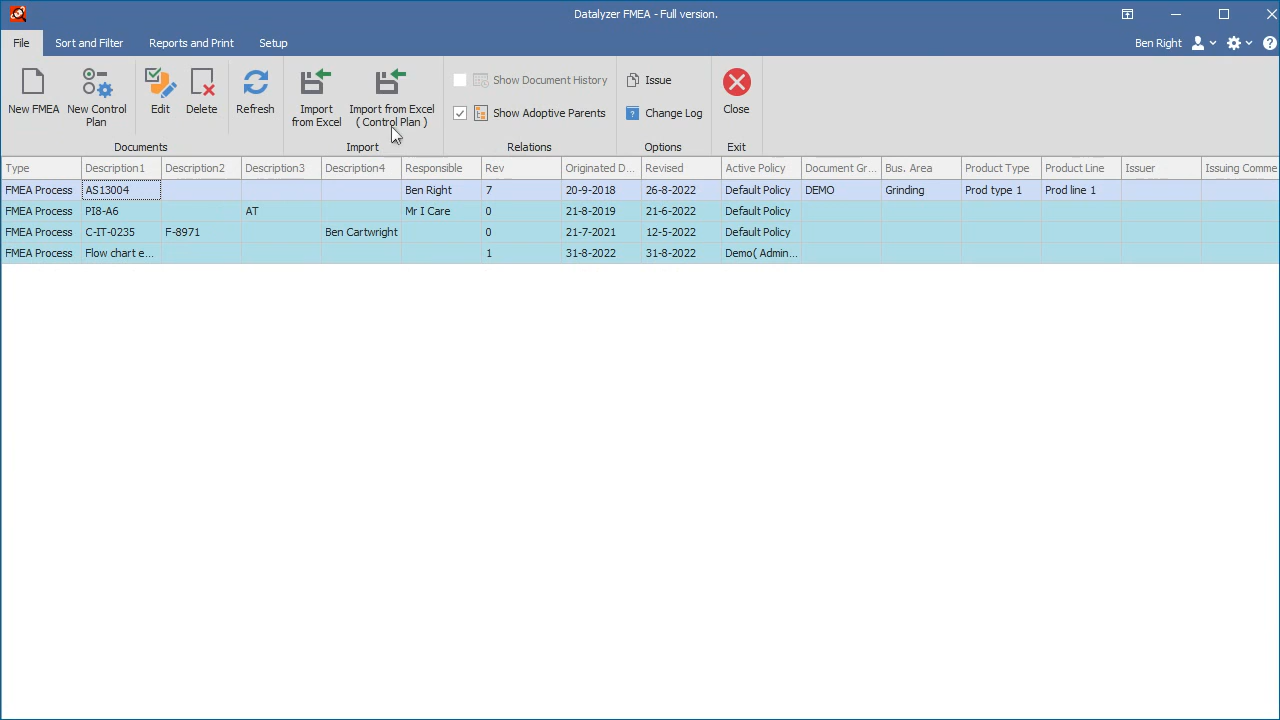 Datalyzer FMEA - Full version.
File Sort and Filter Reports and Print Setup Ben Right
New FMEA New Control Plan Edit Delete Refresh Import from Excel Import from Excel ( Control Plan ) Show Document History Issue Close
Show Adoptive Parents Change Log
Documents Import Relations Options Exit
Type Description1 Description2 Description3 Description4 Responsible Rev Originated D... Revised Active Policy Document Gr... Bus. Area Product Type Product Line Issuer Issuing Comme
FMEA Process AS13004 Ben Right 7 20-9-2018 26-8-2022 Default Policy DEMO Grinding Prod type 1 Prod line 1
FMEA Process PI8-A6 AT Mr I Care 0 21-8-2019 21-6-2022 Default Policy
FMEA Process C-IT-0235 F-8971 Ben Cartwright 0 21-7-2021 12-5-2022 Default Policy
FMEA Process Flow chart e... 1 31-8-2022 31-8-2022 Demo( Admin...